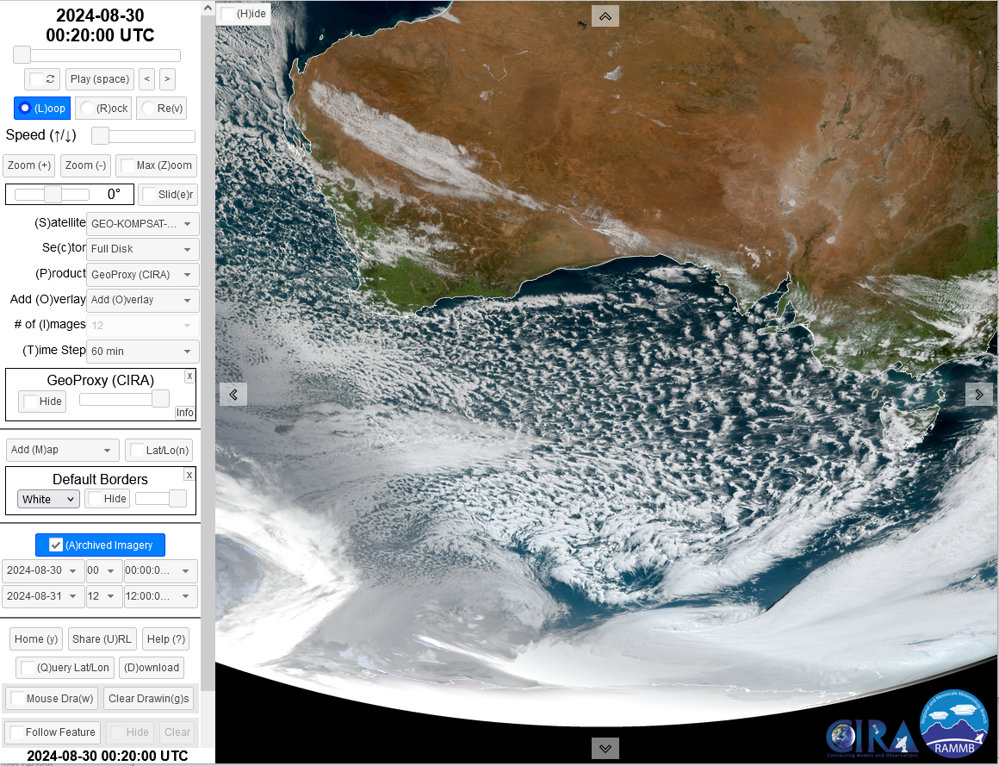 2024-08-30
00:20:00 UTC
Play (space)
<
>
(L)oop
(R)ock
Re(v)
Speed (↑/↓)
Zoom (+)
Zoom (-)
Max (Z)oom
0°
Slid(e)r
(S)atellite GEO-KOMPSAT-...
Se(c)tor Full Disk
(P)roduct GeoProxy (CIRA)
Add (O)verlay Add (O)verlay
# of (I)mages 12
(T)ime Step 60 min
GeoProxy (CIRA)
x
Hide
Info
Add (M)ap
Lat/Lo(n)
Default Borders
x
White
Hide
(A)rchived Imagery
2024-08-30 00 00:00:0...
2024-08-31 12 12:00:0...
Home (y)
Share (U)RL
Help (?)
(Q)uery Lat/Lon
(D)ownload
Mouse Dra(w)
Clear Drawin(g)s
Follow Feature
Hide
Clear
2024-08-30 00:20:00 UTC
(H)ide
CIRA
Connecting Models and Observations
Regional and Mesoscale Meteorology Branch
RAMMB